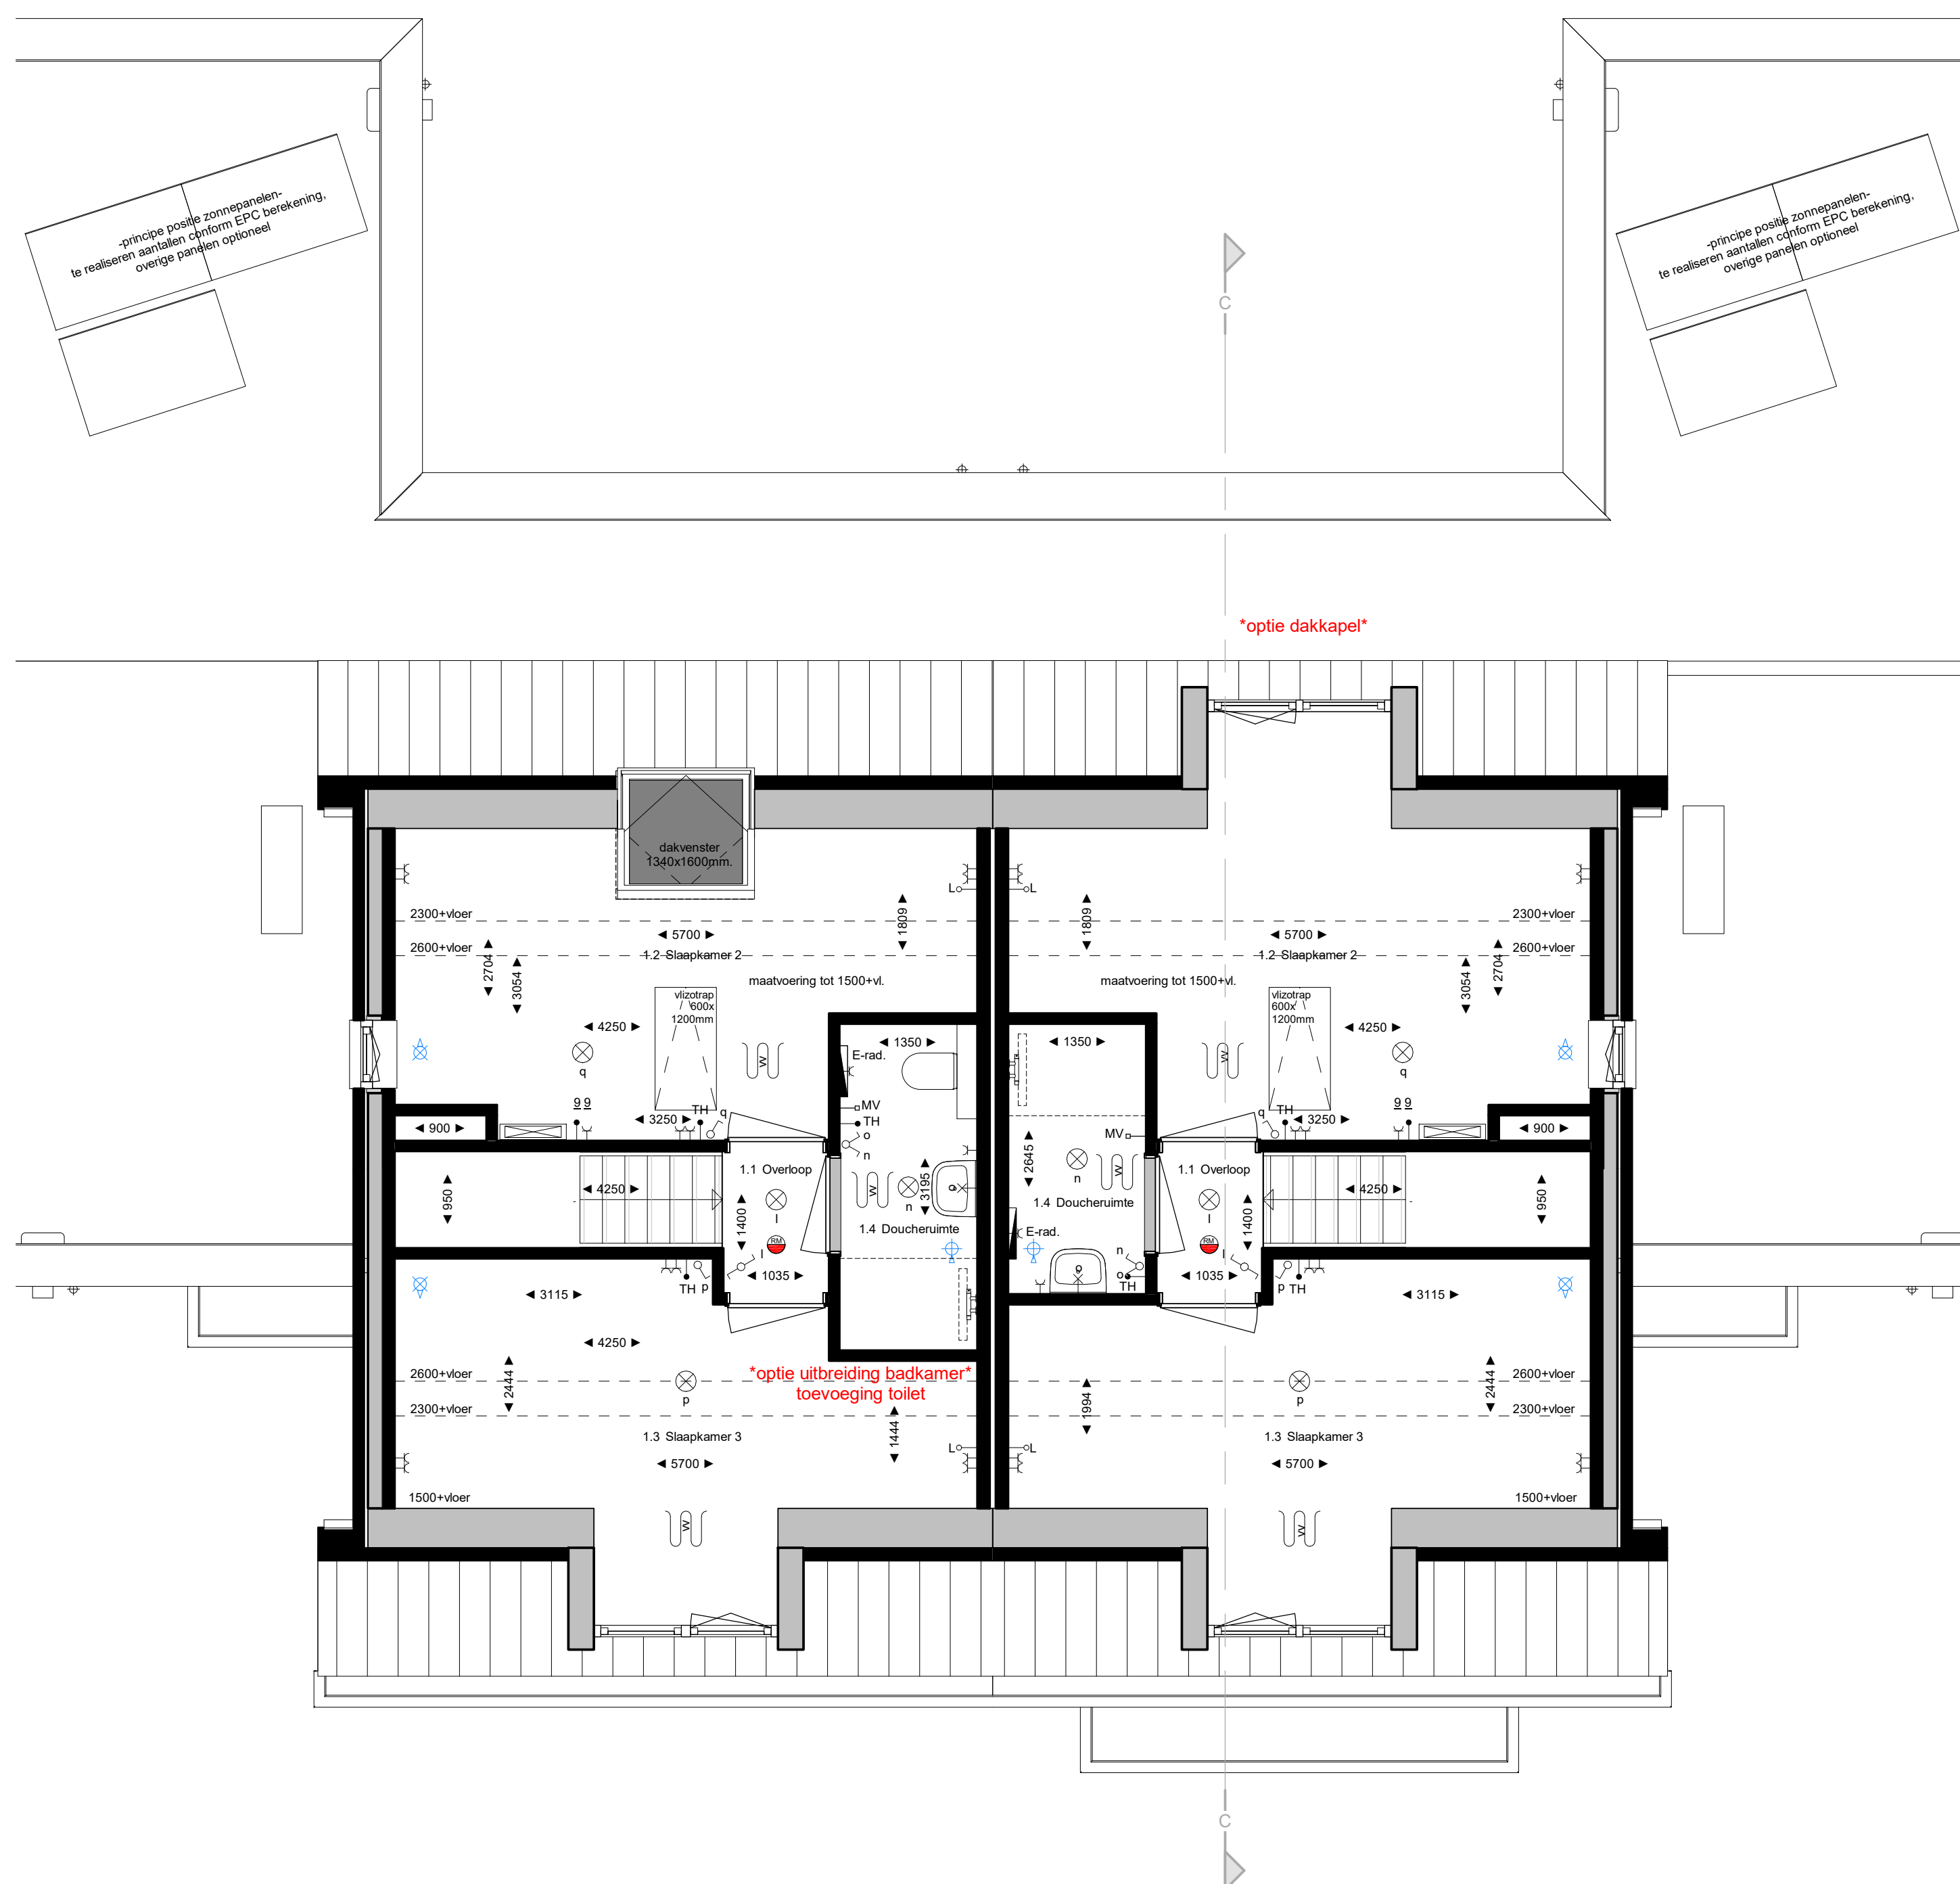 -principe positie zonnepanelen-
te realiseren aantallen conform EPC berekening,
overige panelen optioneel
-principe positie zonnepanelen-
te realiseren aantallen conform EPC berekening,
overige panelen optioneel
C
*optie dakkapel*
dakvenster
1340x1600mm.
L
L
2300+vloer
1809
1809
2300+vloer
5700
5700
2600+vloer
2600+vloer
1.2 Slaapkamer 2
1.2 Slaapkamer 2
2704
3054
3054
2704
maatvoering tot 1500+vl.
maatvoering tot 1500+vl.
vlizotrap
600x
1200mm
vlizotrap
600x
1200mm
4250
4250
1350
1350
E-rad.
W
W
q
q
9 9
9 9
MV
TH
o
n
TH
q
q
TH
3250
3250
900
900
MV
2645
1.1 Overloop
1.1 Overloop
3195
W
W
n
n
o
4250
4250
950
950
1400
1400
l
l
1.4 Doucheruimte
1.4 Doucheruimte
E-rad.
RM
RM
l
l
n
o
TH
o
1035
1035
TH
p
p
TH
3115
3115
4250
*optie uitbreiding badkamer*
toevoeging toilet
2600+vloer
2600+vloer
2444
2444
p
p
1994
2300+vloer
2300+vloer
1444
1.3 Slaapkamer 3
1.3 Slaapkamer 3
L
L
5700
5700
1500+vloer
1500+vloer
W
W
C